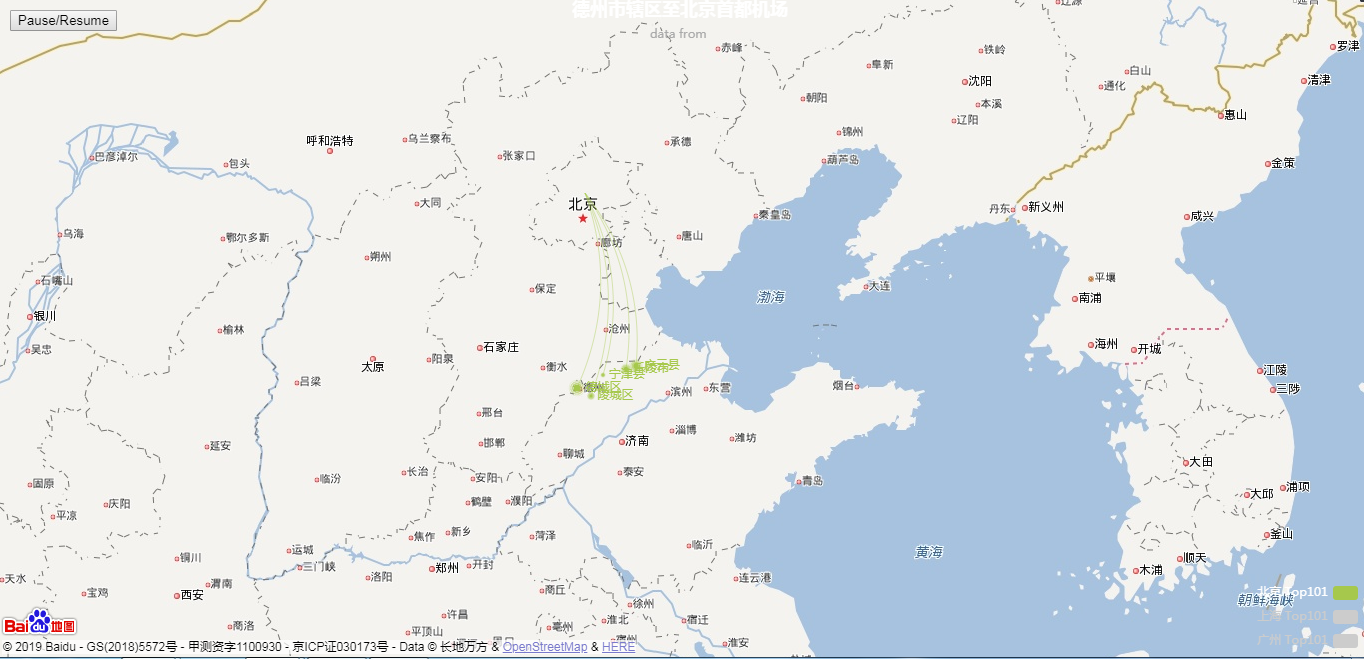 Pause/Resume
德州市辖区至北京首都机场
data from
赤峰
铁岭
辽源
罗津
阜新
沈阳
白山
通化
清津
朝阳
本溪
辽阳
惠山
锦州
呼和浩特
乌兰察布
承德
巴彦淖尔
包头
张家口
葫芦岛
金策
北京
大同
丹东
新义州
秦皇岛
咸兴
乌海
鄂尔多斯
廊坊
唐山
朔州
石嘴山
保定
大连
平壤
渤海
南浦
银川
榆林
沧州
吴忠
石家庄
海州
开城
太原
阳泉
衡水
宁津县
江陵
吕梁
陵城区
滨州
东营
烟台
三陟
邢台
延安
邯郸
济南
淄博
潍坊
聊城
大田
固原
临汾
长治
安阳
泰安
青岛
大邱
浦项
庆阳
鹤壁
濮阳
平凉
新乡
焦作
菏泽
临沂
黄海
釜山
铜川
运城
三门峡
郑州
开封
顺天
木浦
天水
宝鸡
渭南
西安
洛阳
商丘
连云港
北京 Top101
朝鲜海峡
徐州
上海 Top101
许昌
商洛
平顶山
亳州
淮北
宿迁
广州 Top101
宿州
淮安
盐城
Baidu地图
© 2019 Baidu - GS(2018)5572号 - 甲测资字1100930 - 京ICP证030173号 - Data © 长地万方 & OpenStreetMap & HERE